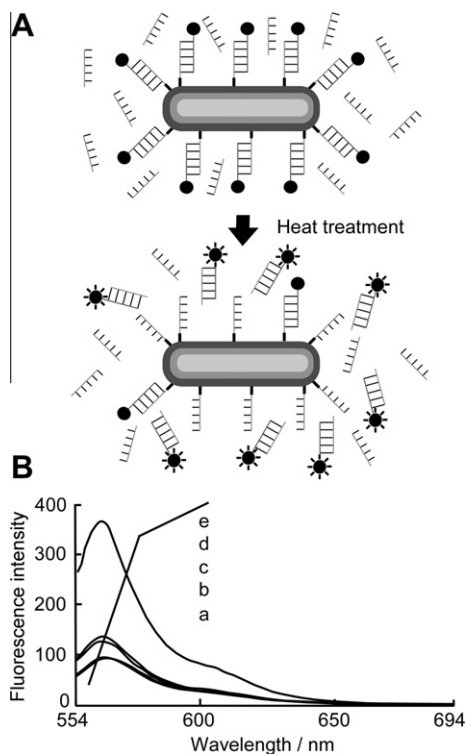 A
Heat treatment
B
Fluorescence intensity
400
300
200
100
0
e
d
c
b
a
554
600
650
694
Wavelength / nm